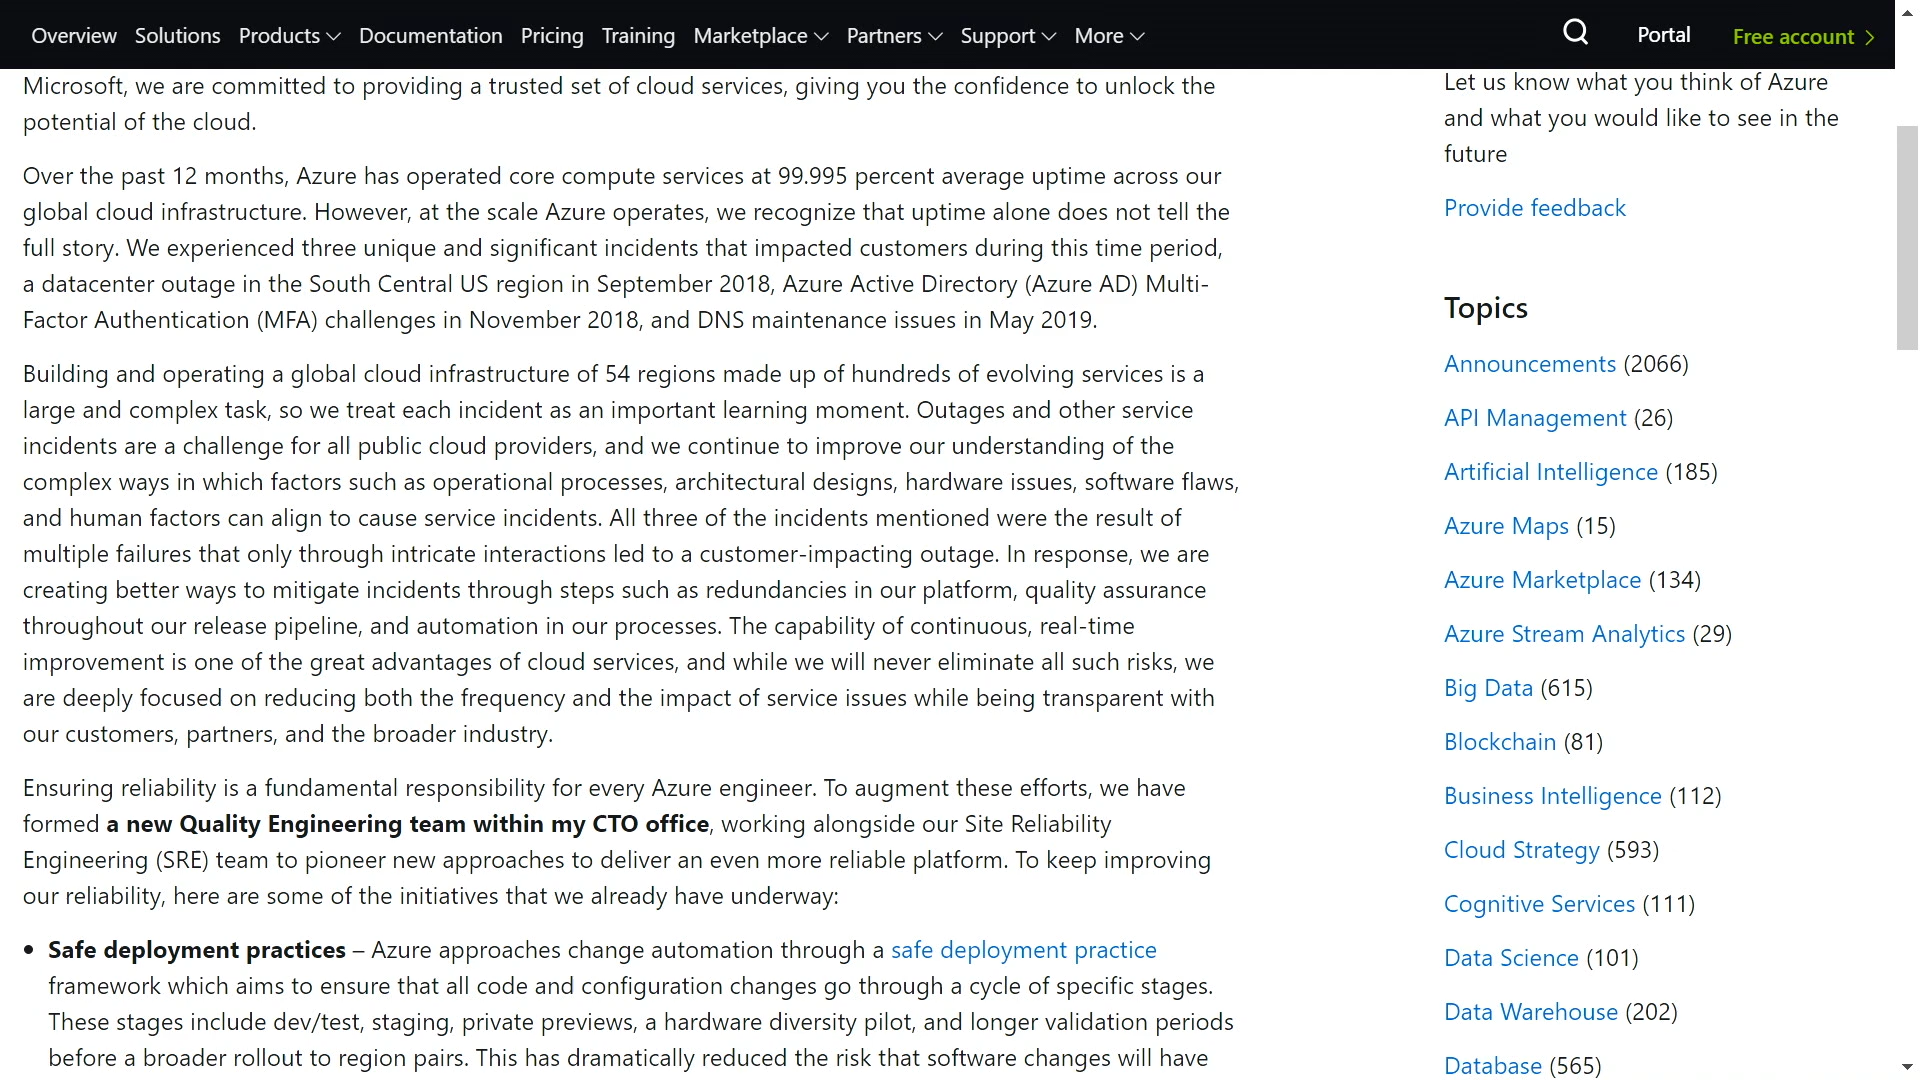 Overview Solutions Products Documentation Pricing Training Marketplace Partners Support More Portal Free account
Microsoft, we are committed to providing a trusted set of cloud services, giving you the confidence to unlock the
potential of the cloud.
Over the past 12 months, Azure has operated core compute services at 99.995 percent average uptime across our
global cloud infrastructure. However, at the scale Azure operates, we recognize that uptime alone does not tell the
full story. We experienced three unique and significant incidents that impacted customers during this time period,
a datacenter outage in the South Central US region in September 2018, Azure Active Directory (Azure AD) Multi-
Factor Authentication (MFA) challenges in November 2018, and DNS maintenance issues in May 2019.
Building and operating a global cloud infrastructure of 54 regions made up of hundreds of evolving services is a
large and complex task, so we treat each incident as an important learning moment. Outages and other service
incidents are a challenge for all public cloud providers, and we continue to improve our understanding of the
complex ways in which factors such as operational processes, architectural designs, hardware issues, software flaws,
and human factors can align to cause service incidents. All three of the incidents mentioned were the result of
multiple failures that only through intricate interactions led to a customer-impacting outage. In response, we are
creating better ways to mitigate incidents through steps such as redundancies in our platform, quality assurance
throughout our release pipeline, and automation in our processes. The capability of continuous, real-time
improvement is one of the great advantages of cloud services, and while we will never eliminate all such risks, we
are deeply focused on reducing both the frequency and the impact of service issues while being transparent with
our customers, partners, and the broader industry.
Ensuring reliability is a fundamental responsibility for every Azure engineer. To augment these efforts, we have
formed a new Quality Engineering team within my CTO office, working alongside our Site Reliability
Engineering (SRE) team to pioneer new approaches to deliver an even more reliable platform. To keep improving
our reliability, here are some of the initiatives that we already have underway:
• Safe deployment practices – Azure approaches change automation through a safe deployment practice
framework which aims to ensure that all code and configuration changes go through a cycle of specific stages.
These stages include dev/test, staging, private previews, a hardware diversity pilot, and longer validation periods
before a broader rollout to region pairs. This has dramatically reduced the risk that software changes will have
Let us know what you think of Azure
and what you would like to see in the
future
Provide feedback
Topics
Announcements (2066)
API Management (26)
Artificial Intelligence (185)
Azure Maps (15)
Azure Marketplace (134)
Azure Stream Analytics (29)
Big Data (615)
Blockchain (81)
Business Intelligence (112)
Cloud Strategy (593)
Cognitive Services (111)
Data Science (101)
Data Warehouse (202)
Database (565)